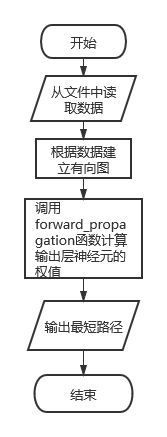 开始
从文件中读
取数据
根据数据建
立有向图
调用
forward_propa
gation函数计算
输出层神经元的
权值
输出最短路径
结束